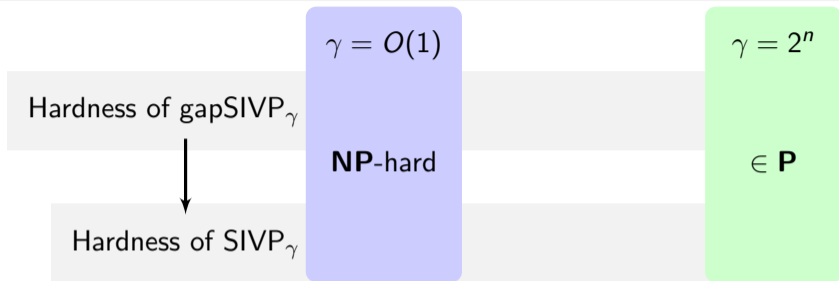 γ = O(1)
γ = 2ⁿ
Hardness of gapSIVPᵧ
NP-hard
∈ P
Hardness of SIVPᵧ